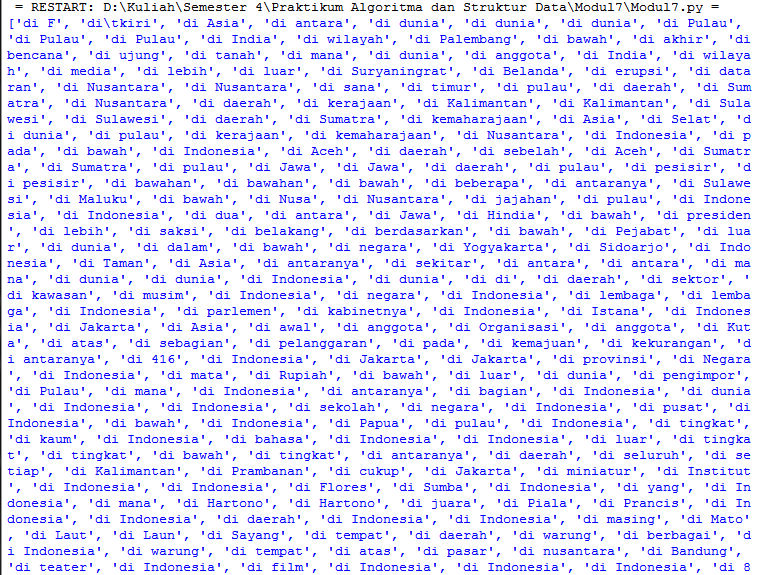 = RESTART: D:\Kuliah\Semester 4\Praktikum Algoritma dan Struktur Data\Modul7\Modul7.py =
['di F', 'di\tkiri', 'di Asia', 'di antara', 'di dunia', 'di dunia', 'di dunia', 'di Pulau',
'di Pulau', 'di Pulau', 'di India', 'di wilayah', 'di Palembang', 'di bawah', 'di akhir', 'di
bencana', 'di ujung', 'di tanah', 'di mana', 'di dunia', 'di anggota', 'di India', 'di wilaya
h', 'di media', 'di lebih', 'di luar', 'di Suryaningrat', 'di Belanda', 'di erupsi', 'di data
ran', 'di Nusantara', 'di Nusantara', 'di sana', 'di timur', 'di pulau', 'di daerah', 'di Sum
atra', 'di Nusantara', 'di daerah', 'di kerajaan', 'di Kalimantan', 'di Kalimantan', 'di Sula
wesi', 'di Sulawesi', 'di daerah', 'di Sumatra', 'di kemaharajaan', 'di Asia', 'di Selat', 'd
i dunia', 'di pulau', 'di kerajaan', 'di kemaharajaan', 'di Nusantara', 'di Indonesia', 'di p
ada', 'di bawah', 'di Indonesia', 'di Aceh', 'di daerah', 'di sebelah', 'di Aceh', 'di Sumatr
a', 'di Sumatra', 'di pulau', 'di Jawa', 'di Jawa', 'di daerah', 'di pulau', 'di pesisir', 'd
i pesisir', 'di bawahan', 'di bawahan', 'di bawah', 'di beberapa', 'di antaranya', 'di Sulawe
si', 'di Maluku', 'di bawah', 'di Nusa', 'di Nusantara', 'di jajahan', 'di pulau', 'di Indone
sia', 'di Indonesia', 'di dua', 'di antara', 'di Jawa', 'di Hindia', 'di bawah', 'di presiden
', 'di lebih', 'di saksi', 'di belakang', 'di berdasarkan', 'di bawah', 'di Pejabat', 'di lua
r', 'di dunia', 'di dalam', 'di bawah', 'di negara', 'di Yogyakarta', 'di Sidoarjo', 'di Indo
nesia', 'di Taman', 'di Asia', 'di antaranya', 'di sekitar', 'di antara', 'di antara', 'di ma
na', 'di dunia', 'di dunia', 'di Indonesia', 'di dunia', 'di di', 'di daerah', 'di sektor', '
di kawasan', 'di musim', 'di Indonesia', 'di negara', 'di Indonesia', 'di lembaga', 'di lemba
ga', 'di Indonesia', 'di parlemen', 'di kabinetnya', 'di Indonesia', 'di Istana', 'di Indones
ia', 'di Jakarta', 'di Asia', 'di awal', 'di anggota', 'di Organisasi', 'di anggota', 'di Kut
a', 'di atas', 'di sebagian', 'di pelanggaran', 'di pada', 'di kemajuan', 'di kekurangan', 'd
i antaranya', 'di 416', 'di Indonesia', 'di Jakarta', 'di Jakarta', 'di provinsi', 'di Negara
', 'di Indonesia', 'di mata', 'di Rupiah', 'di bawah', 'di luar', 'di dunia', 'di pengimpor',
'di Pulau', 'di mana', 'di Indonesia', 'di antaranya', 'di bagian', 'di Indonesia', 'di dunia
', 'di Indonesia', 'di Indonesia', 'di sekolah', 'di negara', 'di Indonesia', 'di pusat', 'di
Indonesia', 'di bawah', 'di Indonesia', 'di Papua', 'di pulau', 'di Indonesia', 'di tingkat',
'di kaum', 'di Indonesia', 'di bahasa', 'di Indonesia', 'di Indonesia', 'di luar', 'di tingka
t', 'di tingkat', 'di bawah', 'di tingkat', 'di antaranya', 'di daerah', 'di seluruh', 'di se
tiap', 'di Kalimantan', 'di Prambanan', 'di cukup', 'di Jakarta', 'di miniatur', 'di Institut
', 'di Indonesia', 'di Indonesia', 'di Flores', 'di Sumba', 'di Indonesia', 'di yang', 'di In
donesia', 'di mana', 'di Hartono', 'di Hartono', 'di juara', 'di Piala', 'di Prancis', 'di In
donesia', 'di Indonesia', 'di daerah', 'di Indonesia', 'di Indonesia', 'di masing', 'di Mato'
, 'di Laut', 'di Laun', 'di Sayang', 'di tempat', 'di daerah', 'di warung', 'di berbagai', 'd
i Indonesia', 'di warung', 'di tempat', 'di atas', 'di pasar', 'di nusantara', 'di Bandung',
'di teater', 'di Indonesia', 'di film', 'di Indonesia', 'di Indonesia', 'di Indonesia', 'di 8